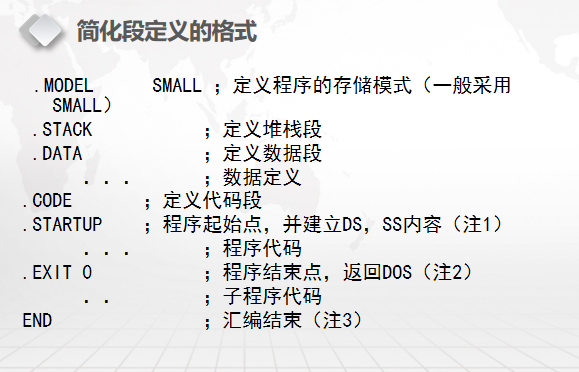 简化段定义的格式
.MODEL SMALL ;定义程序的存储模式（一般采用
SMALL）
.STACK ;定义堆栈段
.DATA ;定义数据段
. . . ;数据定义
.CODE ;定义代码段
.STARTUP ;程序起始点，并建立DS，SS内容（注1）
. . . ;程序代码
.EXIT 0 ;程序结束点，返回DOS（注2）
. . ;子程序代码
END ;汇编结束（注3）